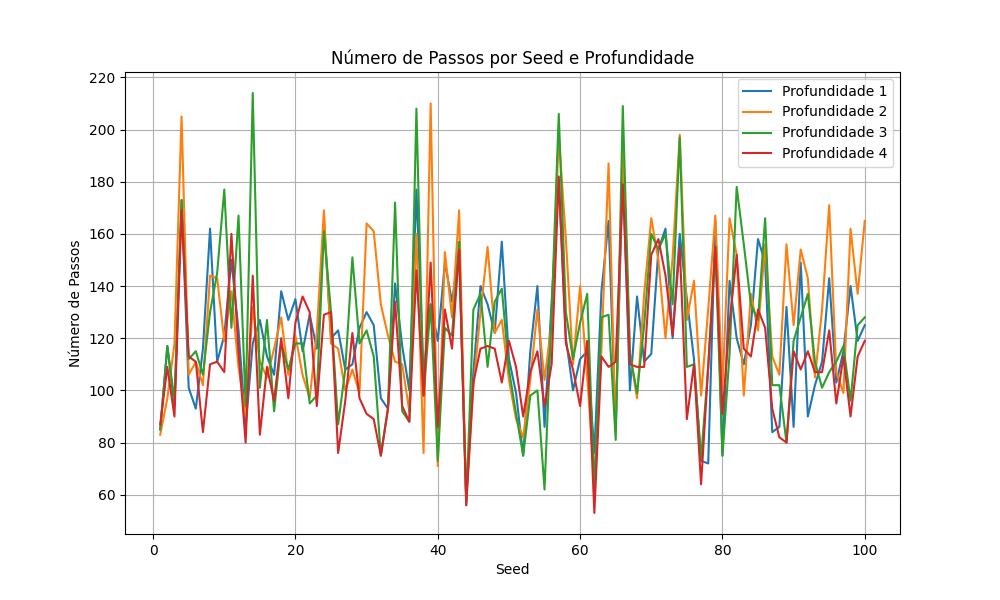 Número de Passos por Seed e Profundidade
Número de Passos
220
200
180
160
140
120
100
80
60
Profundidade 1
Profundidade 2
Profundidade 3
Profundidade 4
0 20 40 60 80 100
Seed